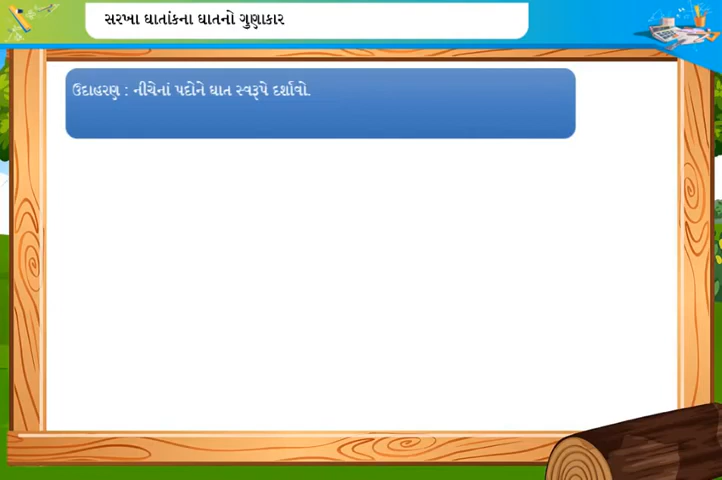 સરખા ઘાતાંકના ઘાતનો ગુણાકાર
ઉદાહરણ : નીચેનાં પદોને ઘાત સ્વરૂપે દર્શાવો.